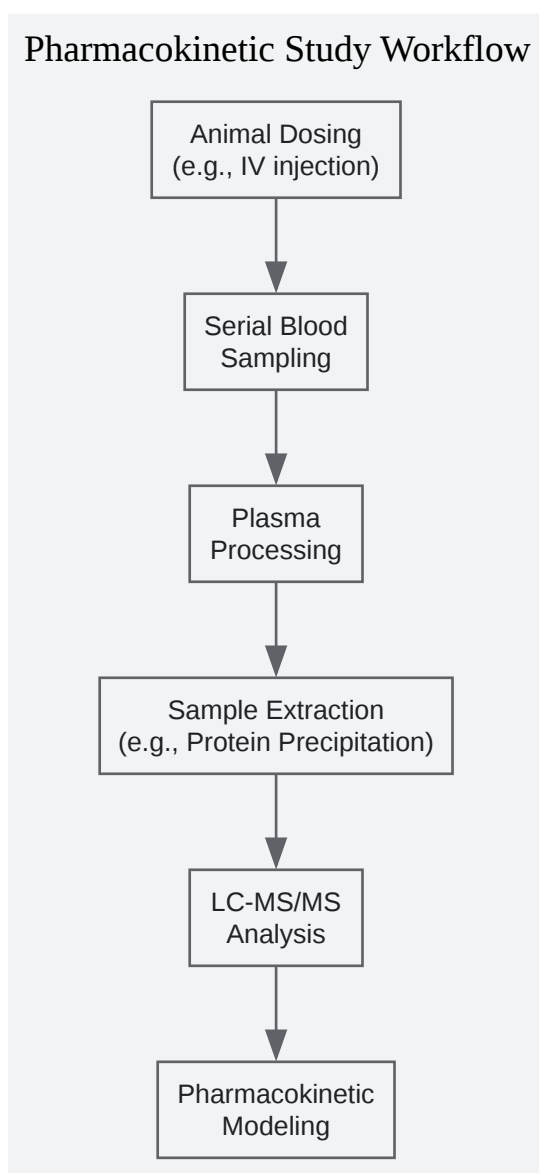 Pharmacokinetic Study Workflow
Animal Dosing
(e.g., IV injection)
Serial Blood
Sampling
Plasma
Processing
Sample Extraction
(e.g., Protein Precipitation)
LC-MS/MS
Analysis
Pharmacokinetic
Modeling